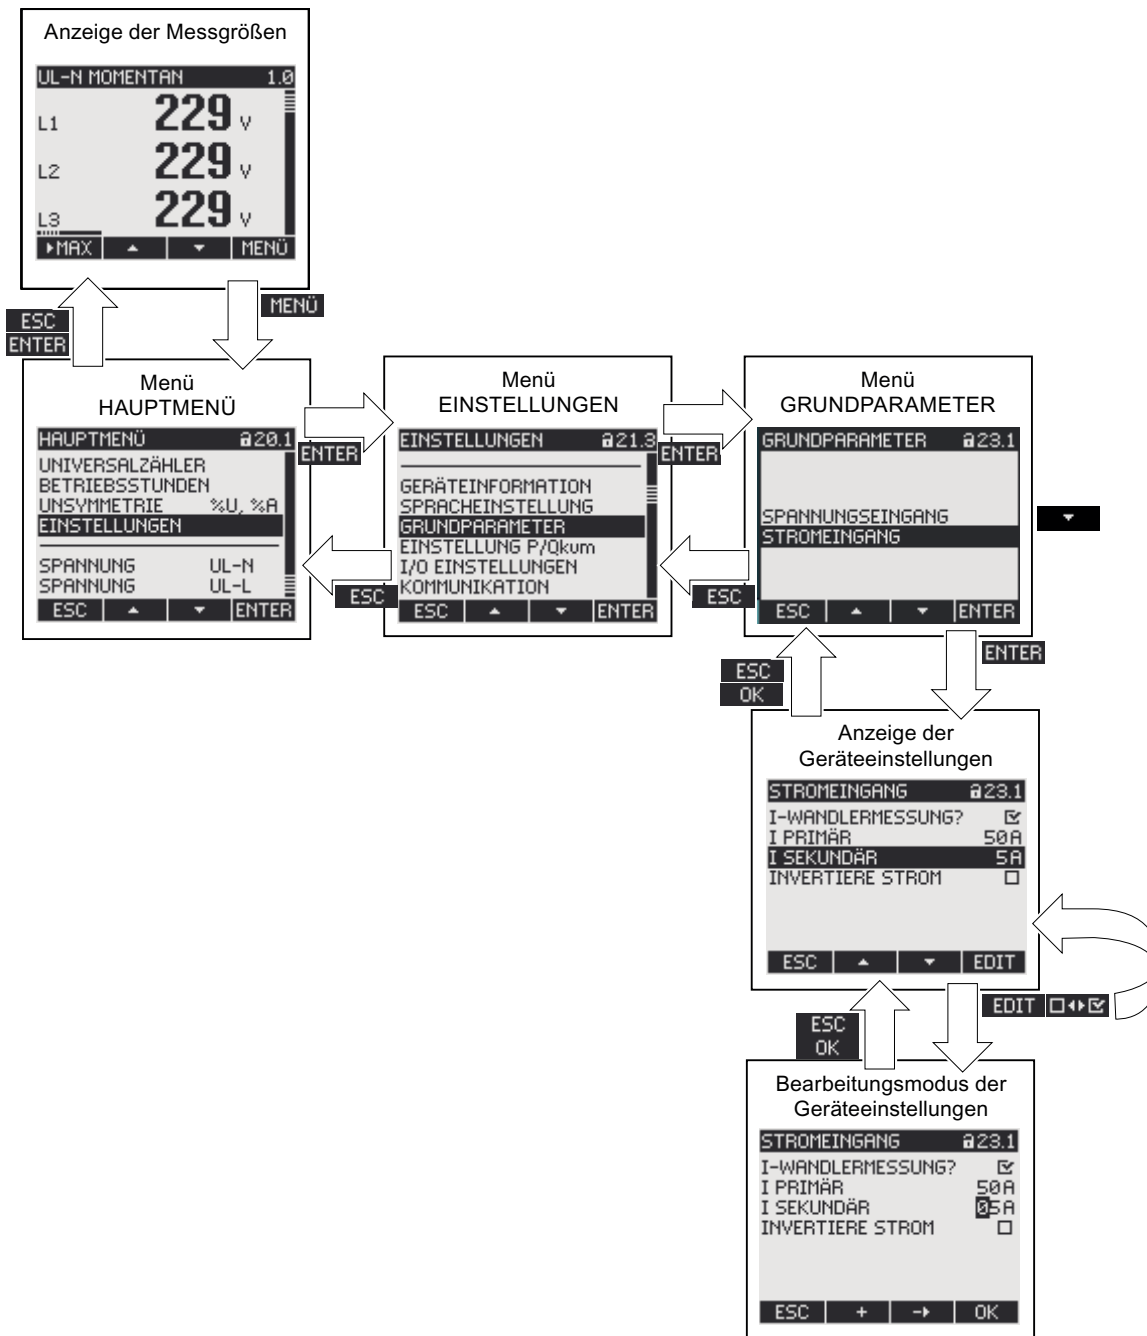 Anzeige der Messgrößen
UL-N MOMENTAN 1.0
L1 229 V
L2 229 V
L3 229 V
▶MAX ▲ ▼ MENÜ
ESC
ENTER
MENÜ
Menü
HAUPTMENÜ
HAUPTMENÜ 20.1
UNIVERSALZÄHLER
BETRIEBSSTUNDEN
UNSYMMETRIE %U, %A
EINSTELLUNGEN
SPANNUNG UL-N
SPANNUNG UL-L
ESC ▲ ▼ ENTER
ENTER
ESC
Menü
EINSTELLUNGEN
EINSTELLUNGEN 21.3
GERÄTEINFORMATION
SPRACHEINSTELLUNG
GRUNDPARAMETER
EINSTELLUNG P/Qkum
I/O EINSTELLUNGEN
KOMMUNIKATION
ESC ▲ ▼ ENTER
ENTER
ESC
Menü
GRUNDPARAMETER
GRUNDPARAMETER 23.1
SPANNUNGSEINGANG
STROMEINGANG
ESC ▲ ▼ ENTER
▼
ESC
OK
ENTER
Anzeige der
Geräteeinstellungen
STROMEINGANG 23.1
I-WANDLERMESSUNG? ☑
I PRIMÄR 50A
I SEKUNDÄR 5A
INVERTIERE STROM ☐
ESC ▲ ▼ EDIT
ESC
OK
EDIT ☐◂▸☑
Bearbeitungsmodus der
Geräteeinstellungen
STROMEINGANG 23.1
I-WANDLERMESSUNG? ☑
I PRIMÄR 50A
I SEKUNDÄR 05A
INVERTIERE STROM ☐
ESC + → OK